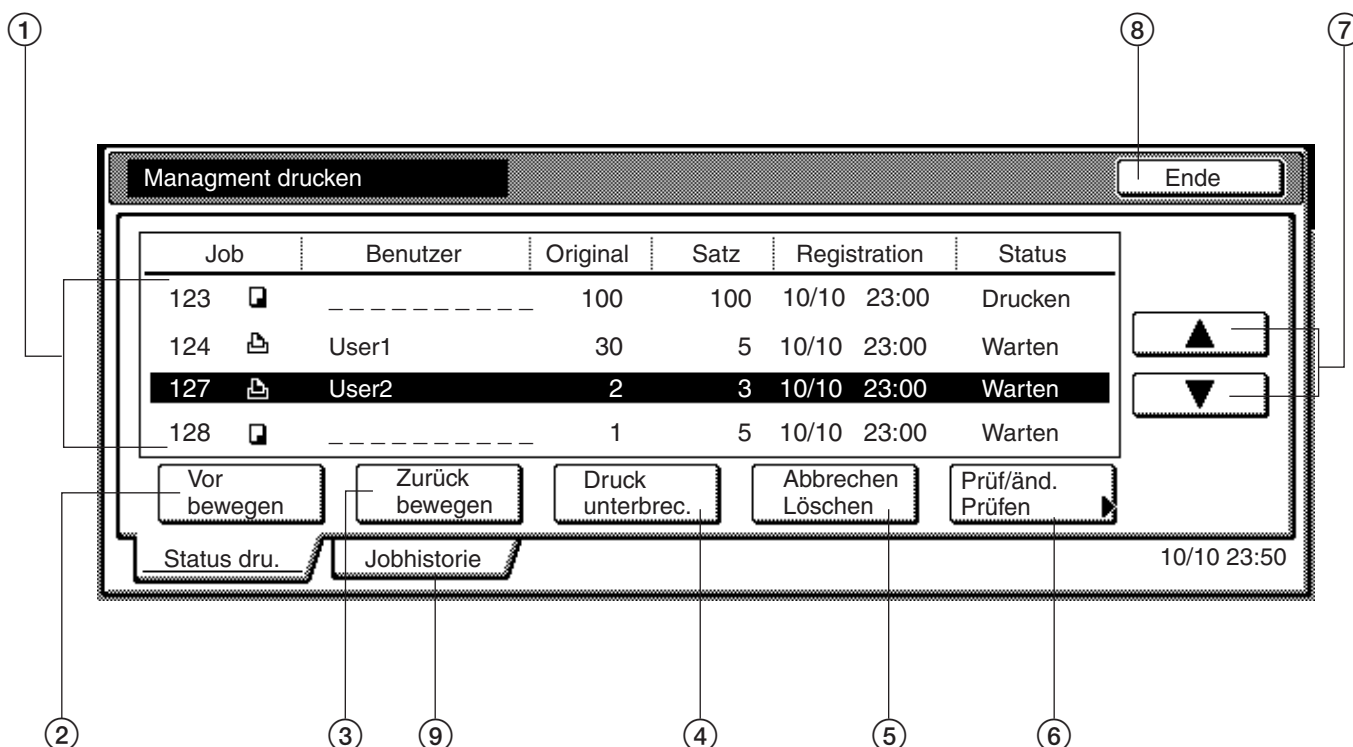 ① ⑧ ⑦
Managment drucken Ende
Job Benutzer Original Satz Registration Status
123 _ _ _ _ _ _ _ _ _ _ 100 100 10/10 23:00 Drucken
124 User1 30 5 10/10 23:00 Warten
127 User2 2 3 10/10 23:00 Warten
128 _ _ _ _ _ _ _ _ _ _ 1 5 10/10 23:00 Warten
Vor bewegen
Zurück bewegen
Druck unterbrec.
Abbrechen Löschen
Prüf/änd. Prüfen
Status dru. Jobhistorie 10/10 23:50
② ③ ⑨ ④ ⑤ ⑥